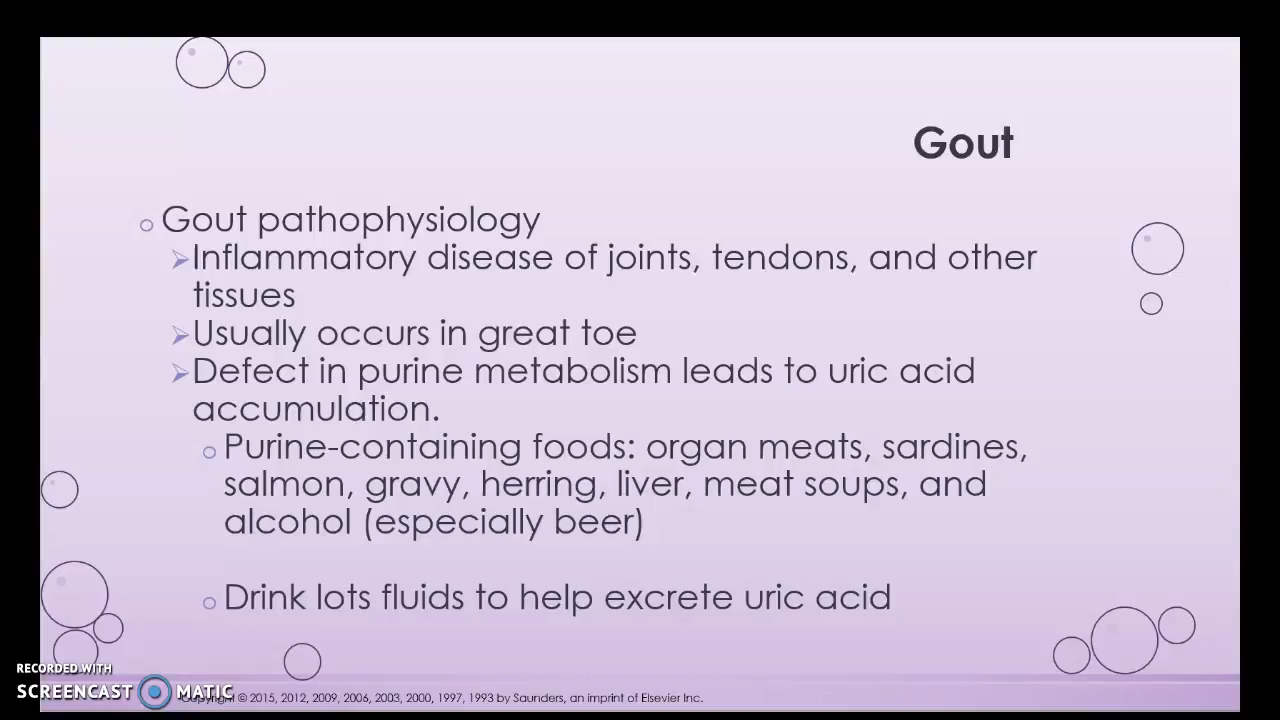 Gout
Gout pathophysiology
Inflammatory disease of joints, tendons, and other
tissues
Usually occurs in great toe
Defect in purine metabolism leads to uric acid
accumulation.
Purine-containing foods: organ meats, sardines,
salmon, gravy, herring, liver, meat soups, and
alcohol (especially beer)
Drink lots fluids to help excrete uric acid
RECORDED WITH
SCREENCAST MATIC
Copyright © 2015, 2012, 2009, 2006, 2003, 2000, 1997, 1993 by Saunders, an imprint of Elsevier Inc.